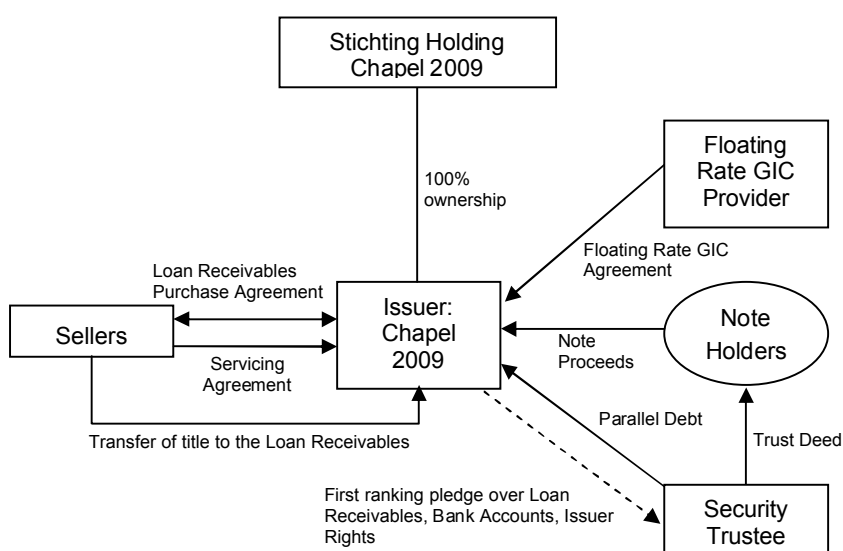 Stichting Holding
Chapel 2009
Floating
Rate GIC
Provider
100%
ownership
Floating Rate GIC
Agreement
Loan Receivables
Purchase Agreement
Issuer:
Chapel
2009
Sellers
Note
Holders
Note
Proceeds
Servicing
Agreement
Parallel Debt
Trust Deed
Transfer of title to the Loan Receivables
First ranking pledge over Loan
Receivables, Bank Accounts, Issuer
Rights
Security
Trustee